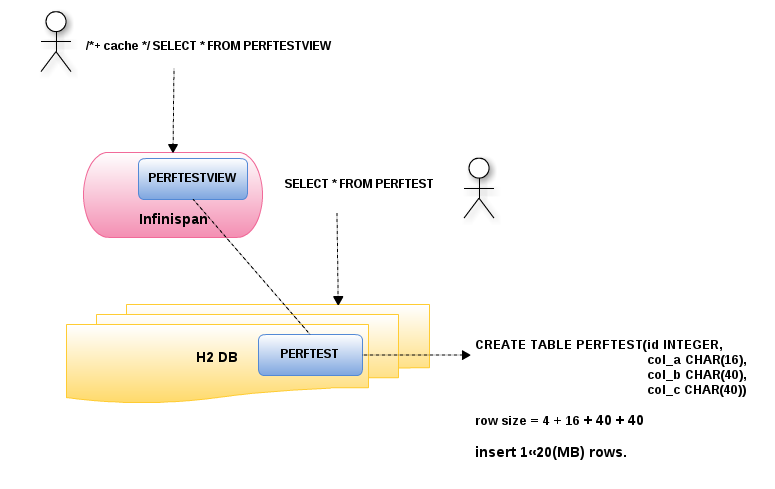 /*+ cache */ SELECT * FROM PERFTESTVIEW
PERFTESTVIEW
Infinispan
SELECT * FROM PERFTEST
H2 DB
PERFTEST
CREATE TABLE PERFTEST(id INTEGER,
col_a CHAR(16),
col_b CHAR(40),
col_c CHAR(40))
row size = 4 + 16 + 40 + 40
insert 1~20(MB) rows.